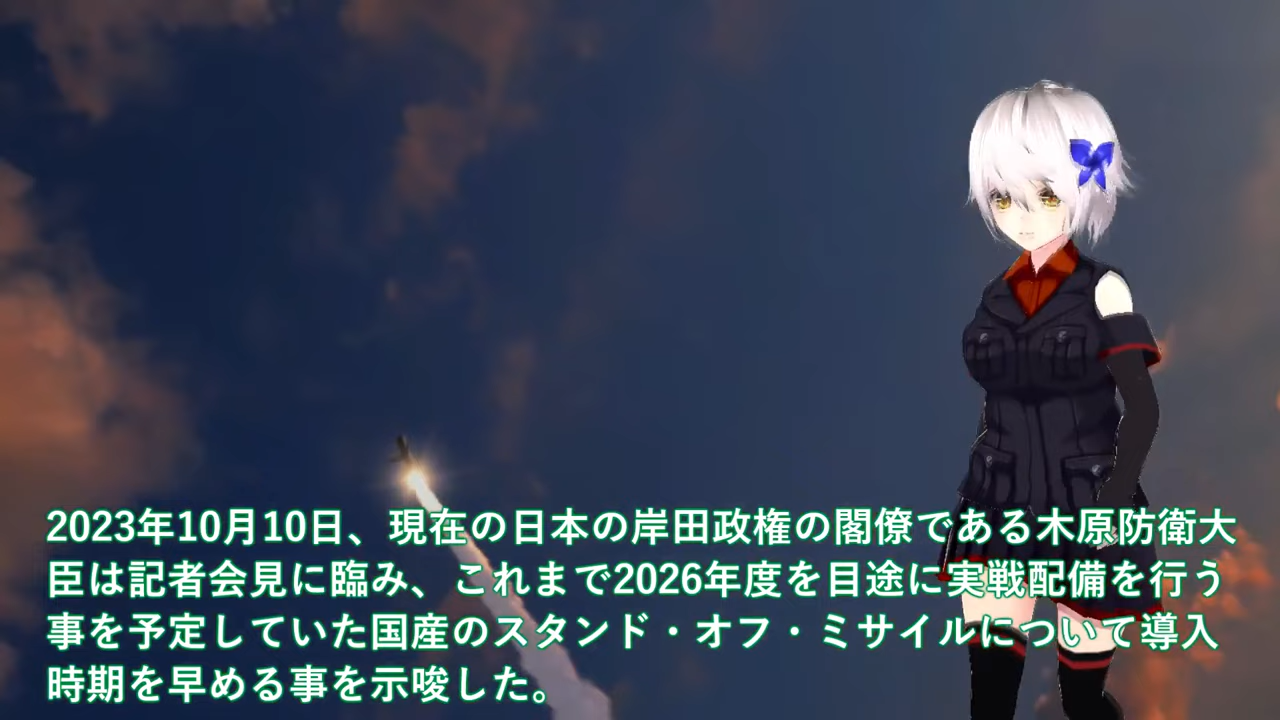 2023年10月10日、現在の日本の岸田政権の閣僚である木原防衛大
臣は記者会見に臨み、これまで2026年度を目途に実戦配備を行う
事を予定していた国産のスタンド・オフ・ミサイルについて導入
時期を早める事を示唆した。